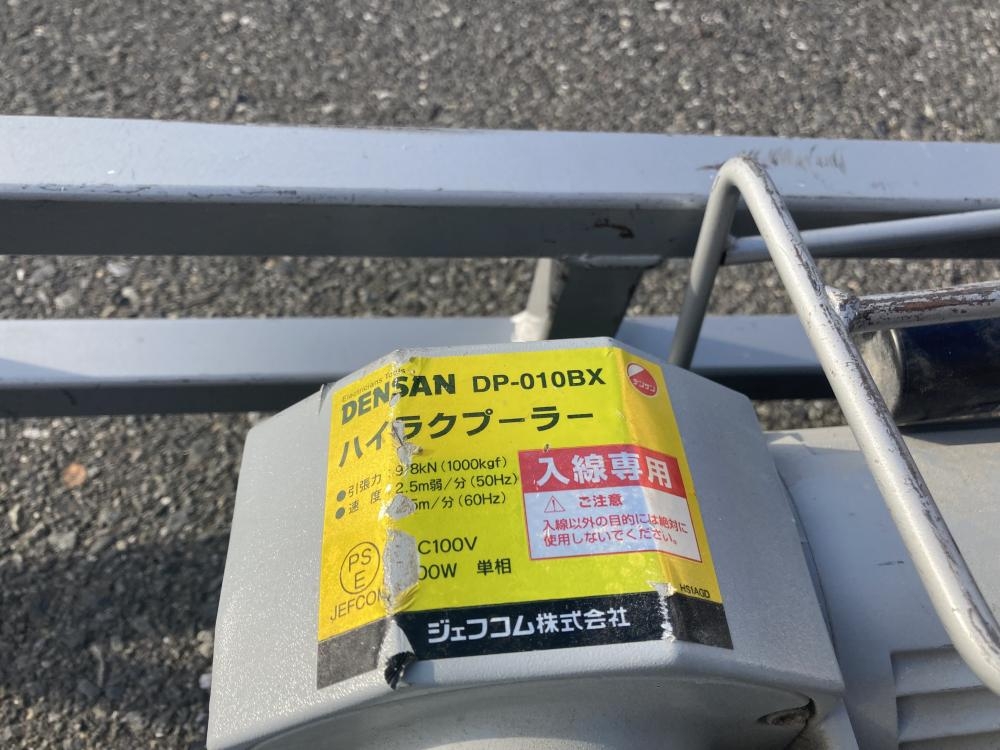 Electricians Tools
DENSAN DP-010BX
デンサン
ハイラクプーラー
●引張力:9.8kN(1000kgf)
●速度:2.5m弱/分(50Hz)
5m/分(60Hz)
入線専用
ご注意
入線以外の目的には絶対に
使用しないでください。
PS
E
JEFCOM
C100V
00W 単相
HS1AGD
ジェフコム株式会社